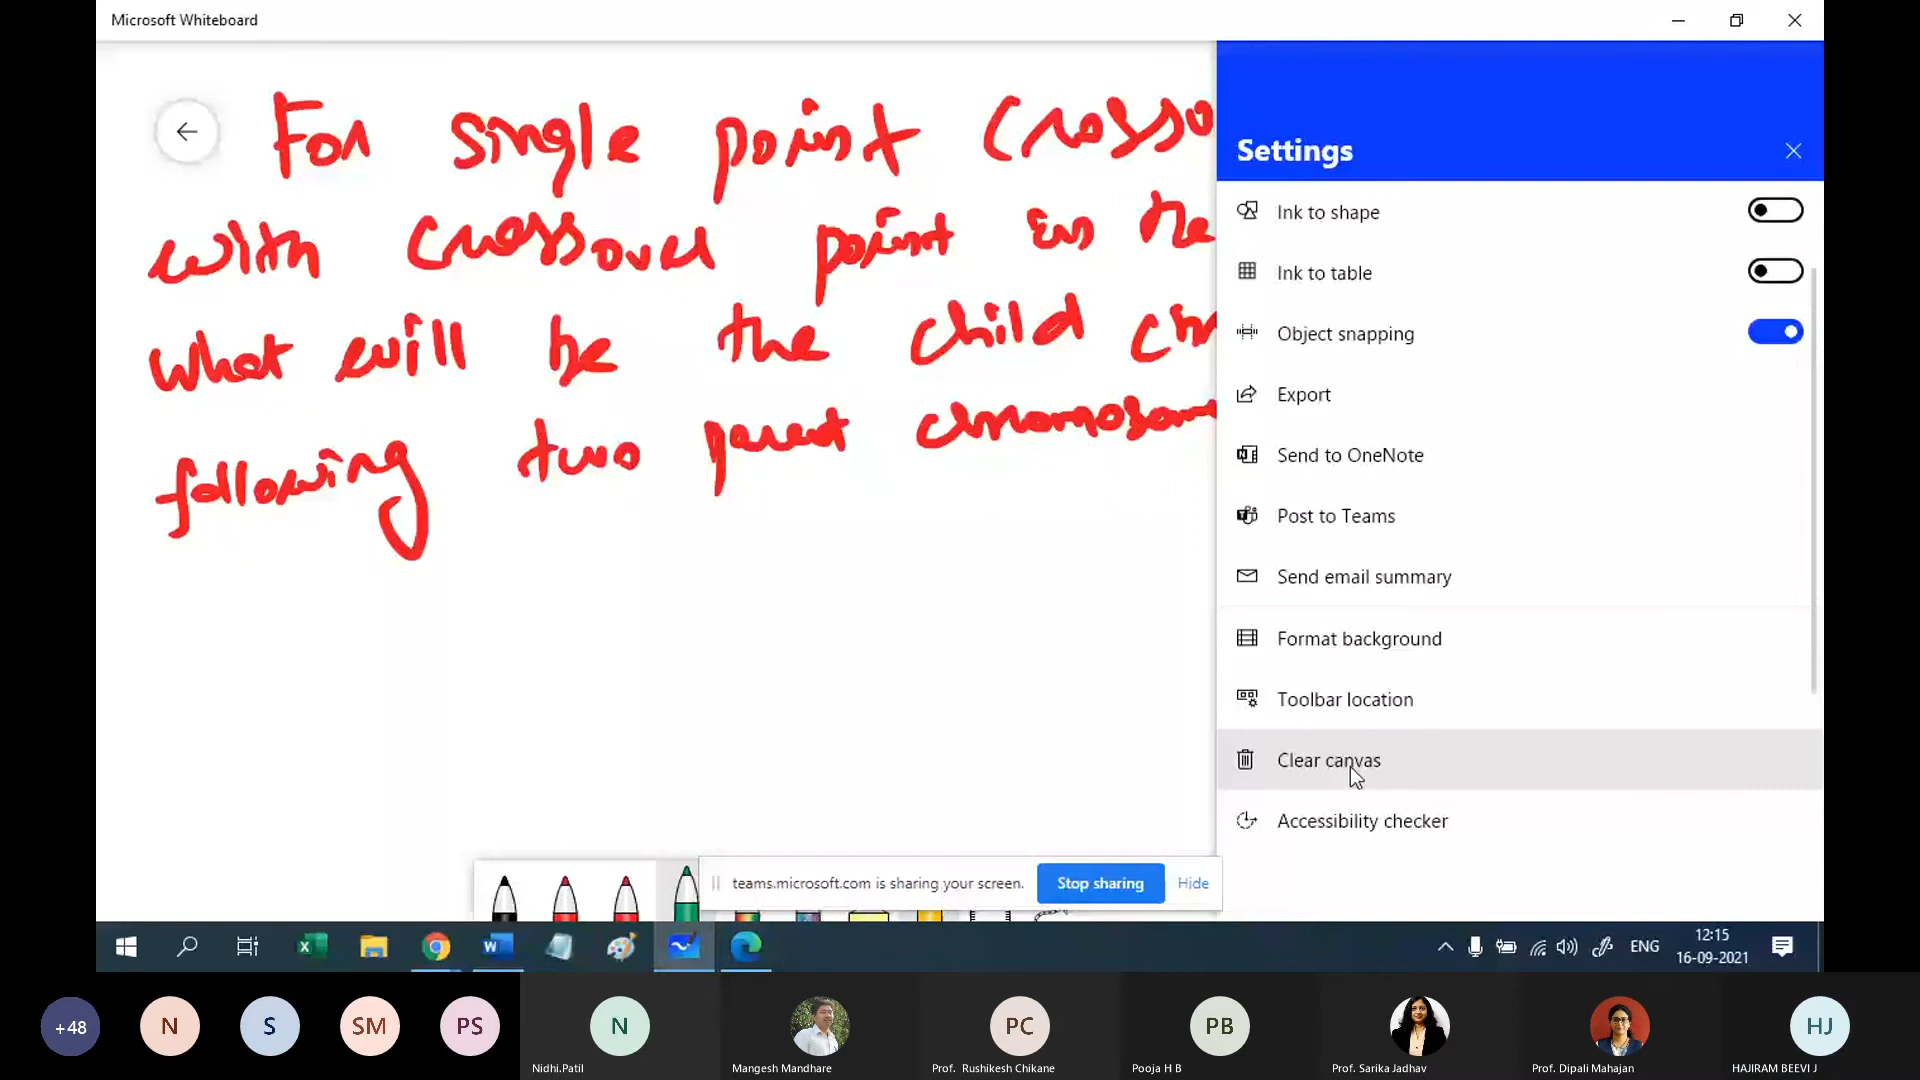 Microsoft Whiteboard
For single point Crosso
with crossover point in the
what will be the child chr
following two parent chromosom
Settings
Ink to shape
Ink to table
Object snapping
Export
Send to OneNote
Post to Teams
Send email summary
Format background
Toolbar location
Clear canvas
Accessibility checker
teams.microsoft.com is sharing your screen. Stop sharing Hide
ENG
12:15
16-09-2021
+48 N S SM PS N PC PB HJ
Nidhi.Patil Mangesh Mandhare Prof. Rushikesh Chikane Pooja H B Prof. Sarika Jadhav Prof. Dipali Mahajan HAJIRAM BEEVI J